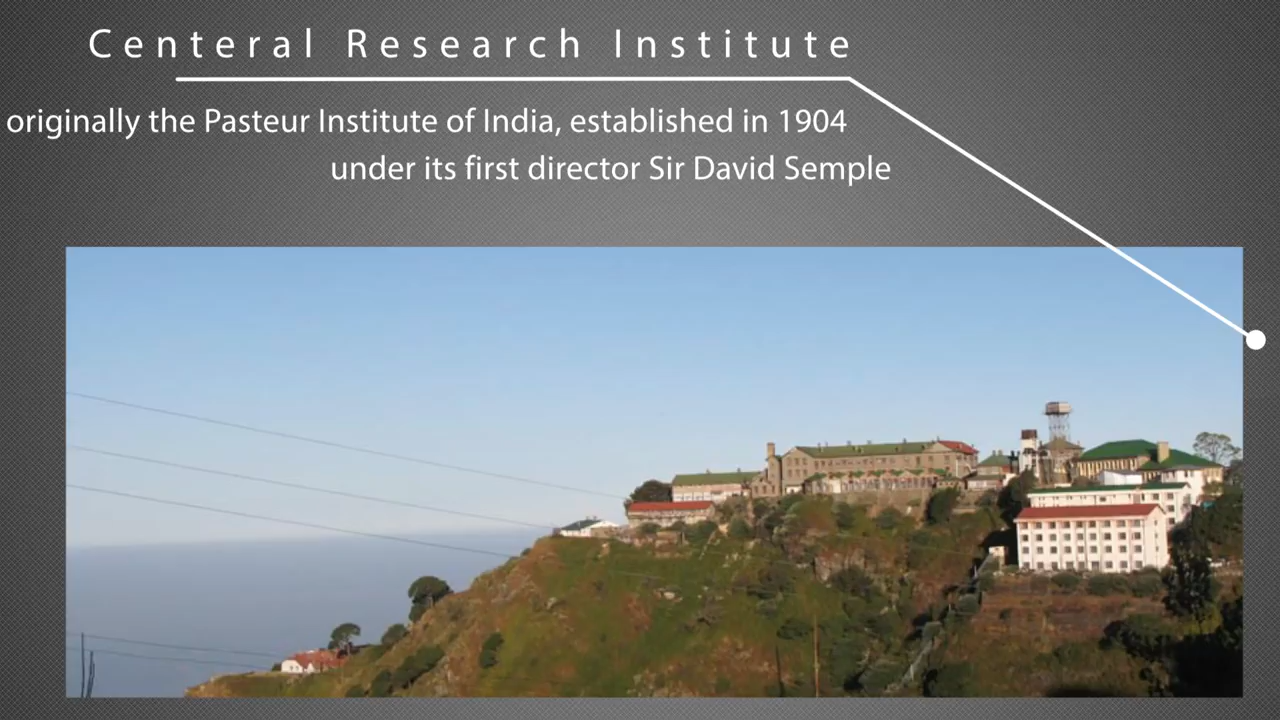 Centeral Research Institute
originally the Pasteur Institute of India, established in 1904
under its first director Sir David Semple